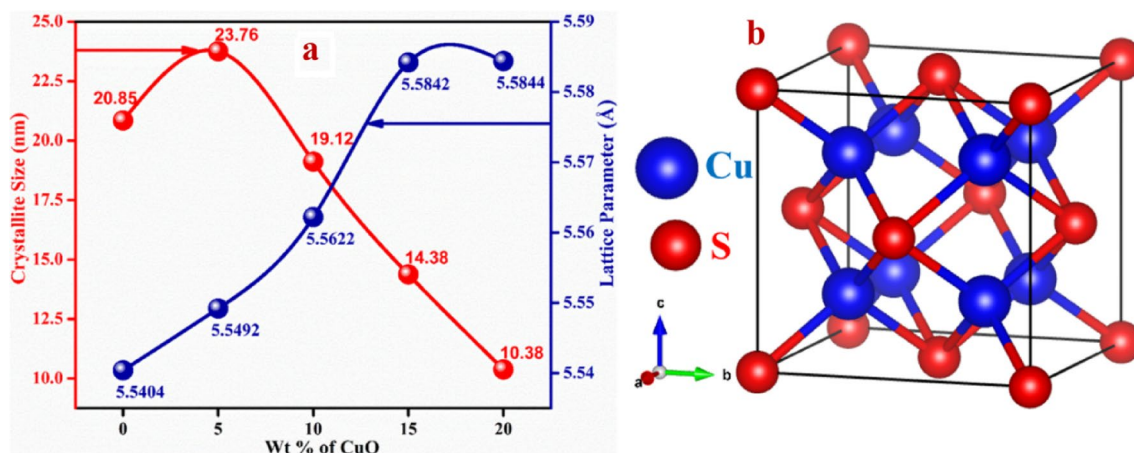 a
Crystallite Size (nm)
25.0
22.5
20.0
17.5
15.0
12.5
10.0
20.85
23.76
19.12
14.38
10.38
5.5404
5.5492
5.5622
5.5842
5.5844
0
5
10
15
20
Wt % of CuO
5.59
5.58
5.57
5.56
5.55
5.54
Lattice Parameter (Å)
b
Cu
S
c
a
b